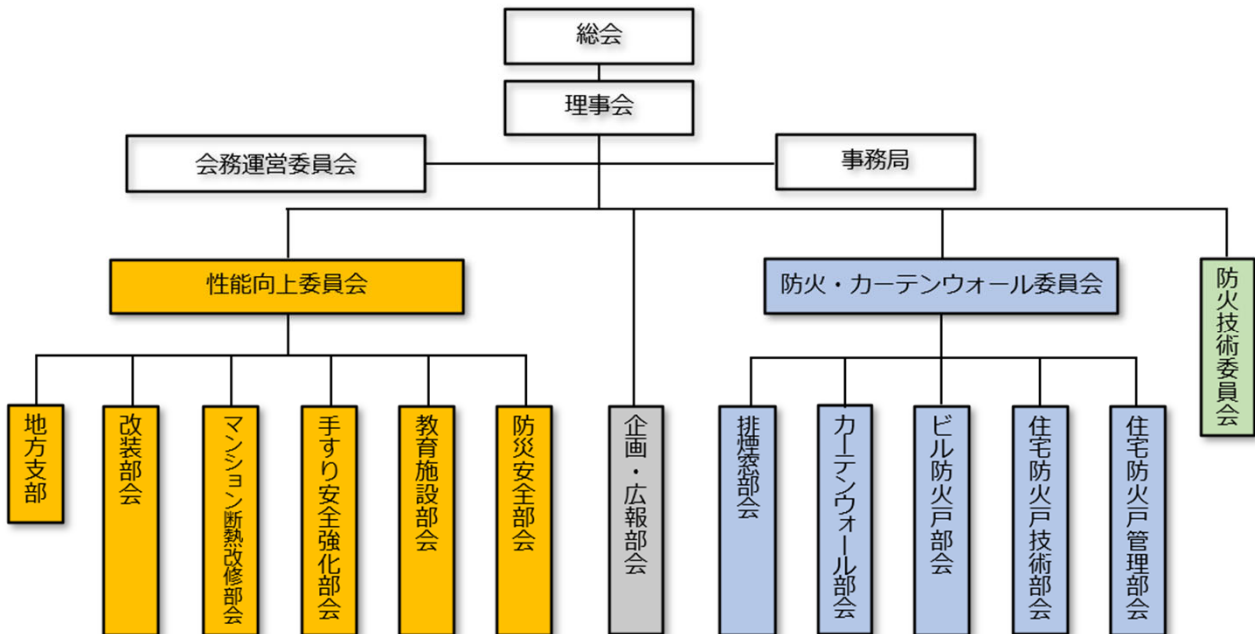 総会
理事会
会務運営委員会
事務局
性能向上委員会
防火・カーテンウォール委員会
防火技術委員会
地方支部
改装部会
マンション断熱改修部会
手すり安全強化部会
教育施設部会
防災安全部会
企画・広報部会
排煙窓部会
カーテンウォール部会
ビル防火戸部会
住宅防火戸技術部会
住宅防火戸管理部会